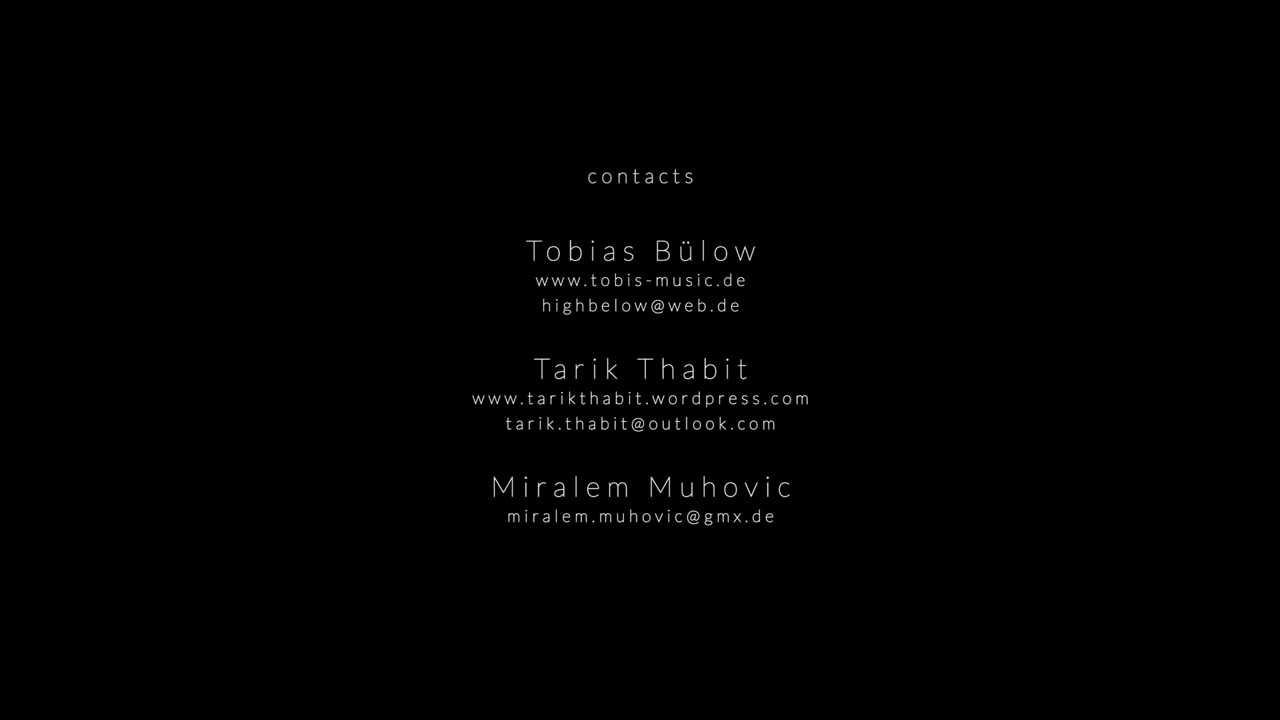 contacts
Tobias Bülow
www.tobis-music.de
highbelow@web.de
Tarik Thabit
www.tarikthabit.wordpress.com
tarik.thabit@outlook.com
Miralem Muhovic
miralem.muhovic@gmx.de